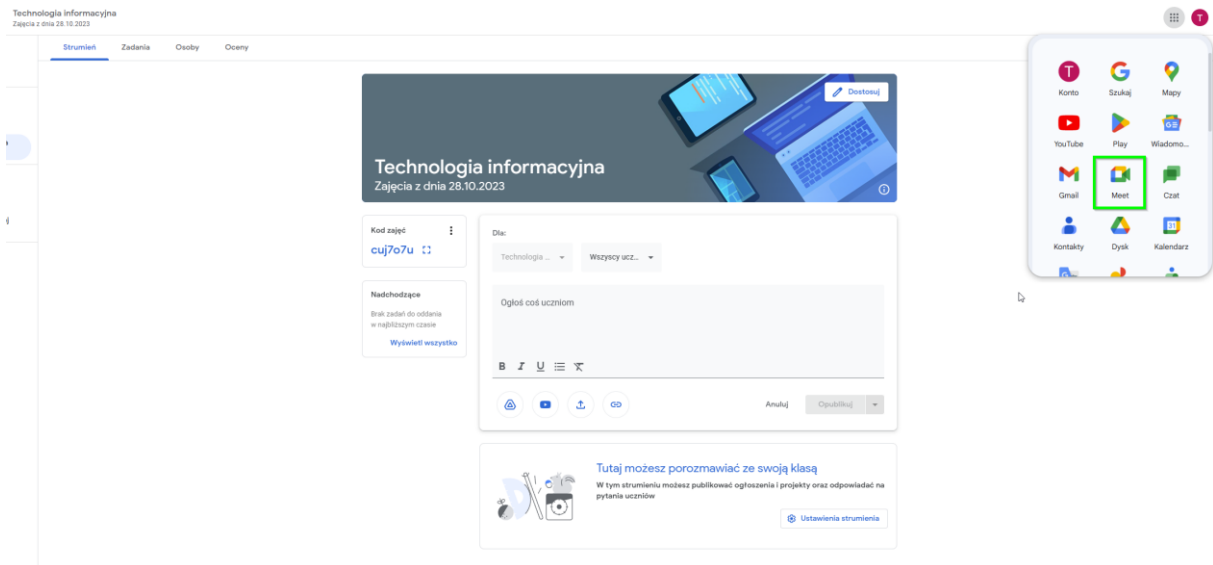 Technologia informacyjna
Zajęcia z dnia 28.10.2023
Strumień
Zadania
Osoby
Oceny
Dostosuj
Technologia informacyjna
Zajęcia z dnia 28.10.2023
Kod zajęć
cuj7o7u
Nadchodzące
Brak zadań do oddania
w najbliższym czasie
Wyświetl wszystko
Dla:
Technologia ...
Wszyscy ucz...
Ogłoś coś uczniom
B I U
Anuluj
Opublikuj
Tutaj możesz porozmawiać ze swoją klasą
W tym strumieniu możesz publikować ogłoszenia i projekty oraz odpowiadać na
pytania uczniów
Ustawienia strumienia
T
T
Konto
Szukaj
Mapy
YouTube
Play
Wiadomo...
Gmail
Meet
Czat
Kontakty
Dysk
31
Kalendarz